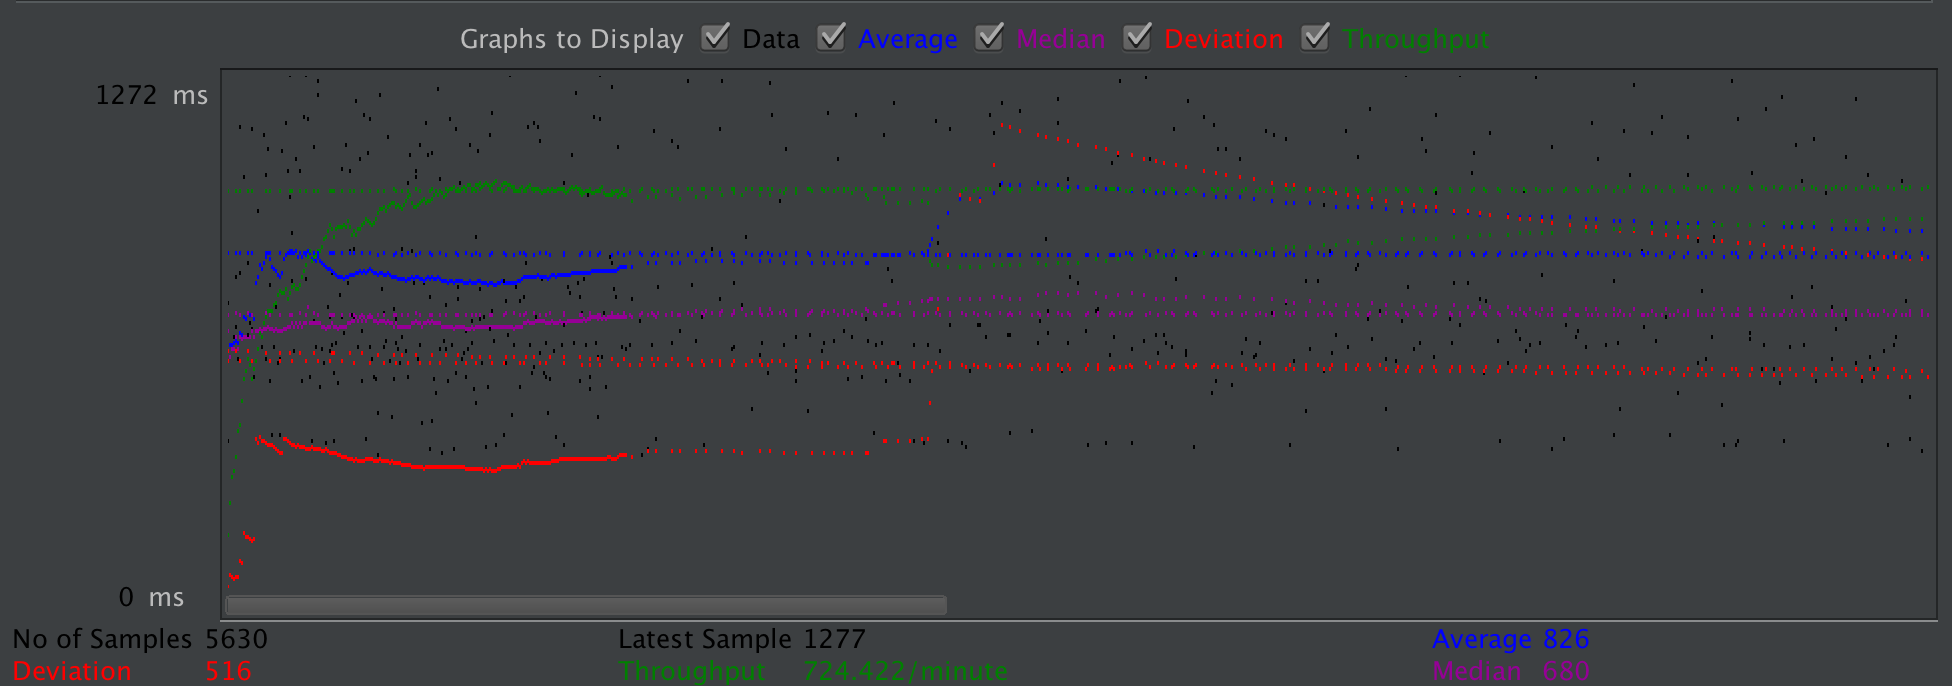 Graphs to Display Data Average Median Deviation Throughput
1272 ms
0 ms
No of Samples 5630 Latest Sample 1277 Average 826
Deviation 516 Throughput 724.422/minute Median 680